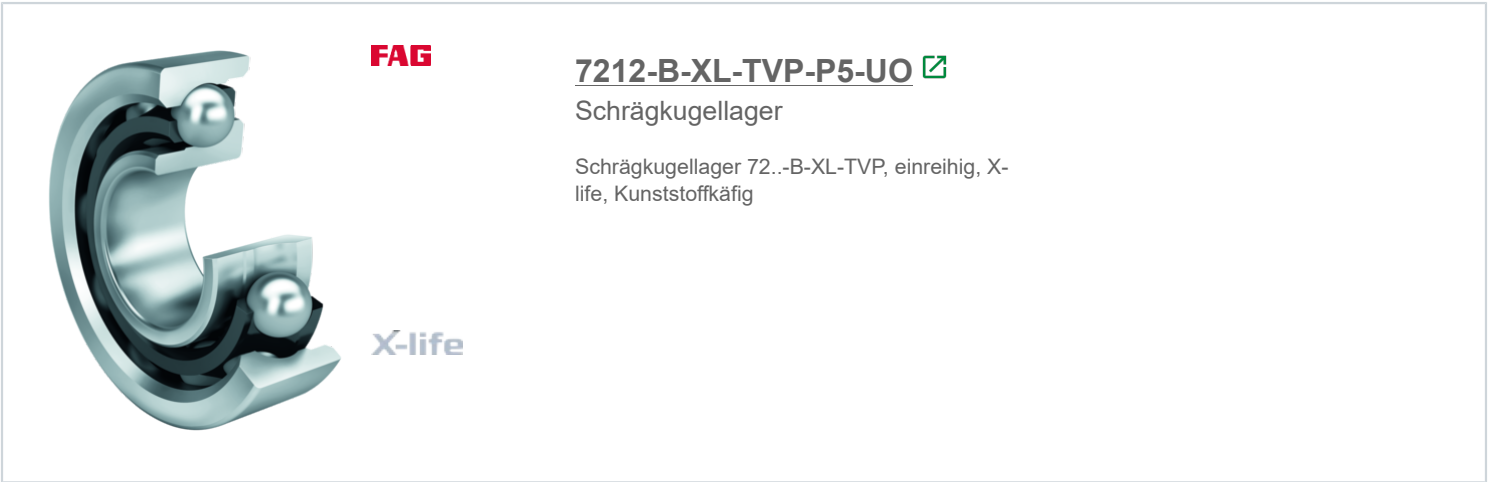 FAG
7212-B-XL-TVP-P5-UO
Schrägkugellager
Schrägkugellager 72..-B-XL-TVP, einreihig, X-
life, Kunststoffkäfig
X-life